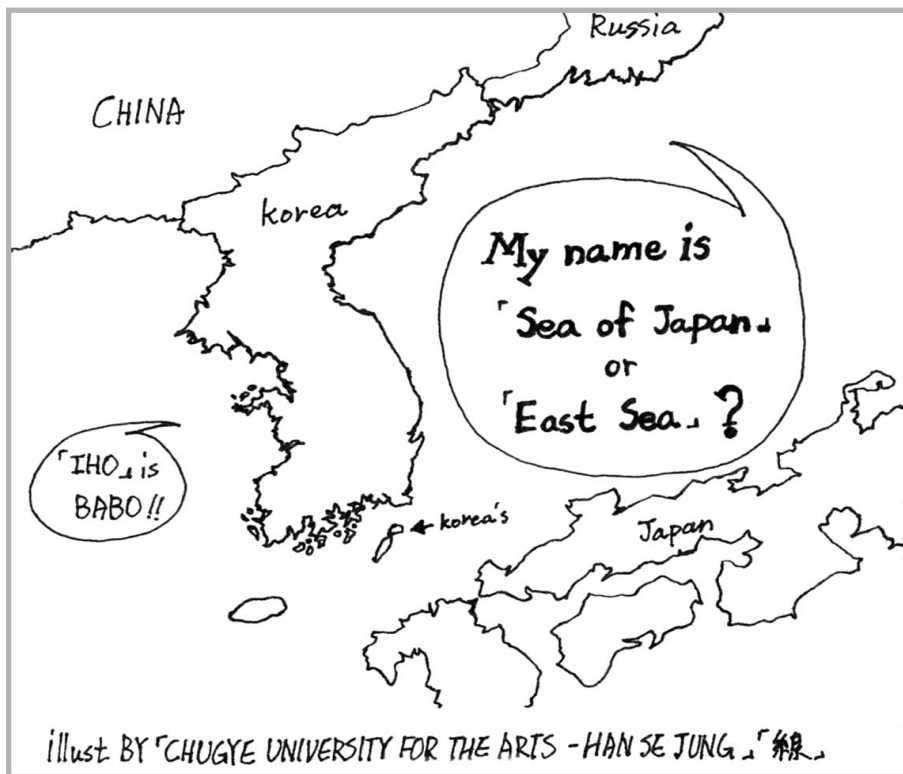 Russia
CHINA
korea
My name is
「Sea of Japan」
or
「East Sea」?
「IHO」is
BABO!!
korea's
Japan
illust BY「CHUGYE UNIVERSITY FOR THE ARTS - HAN SE JUNG」「線」